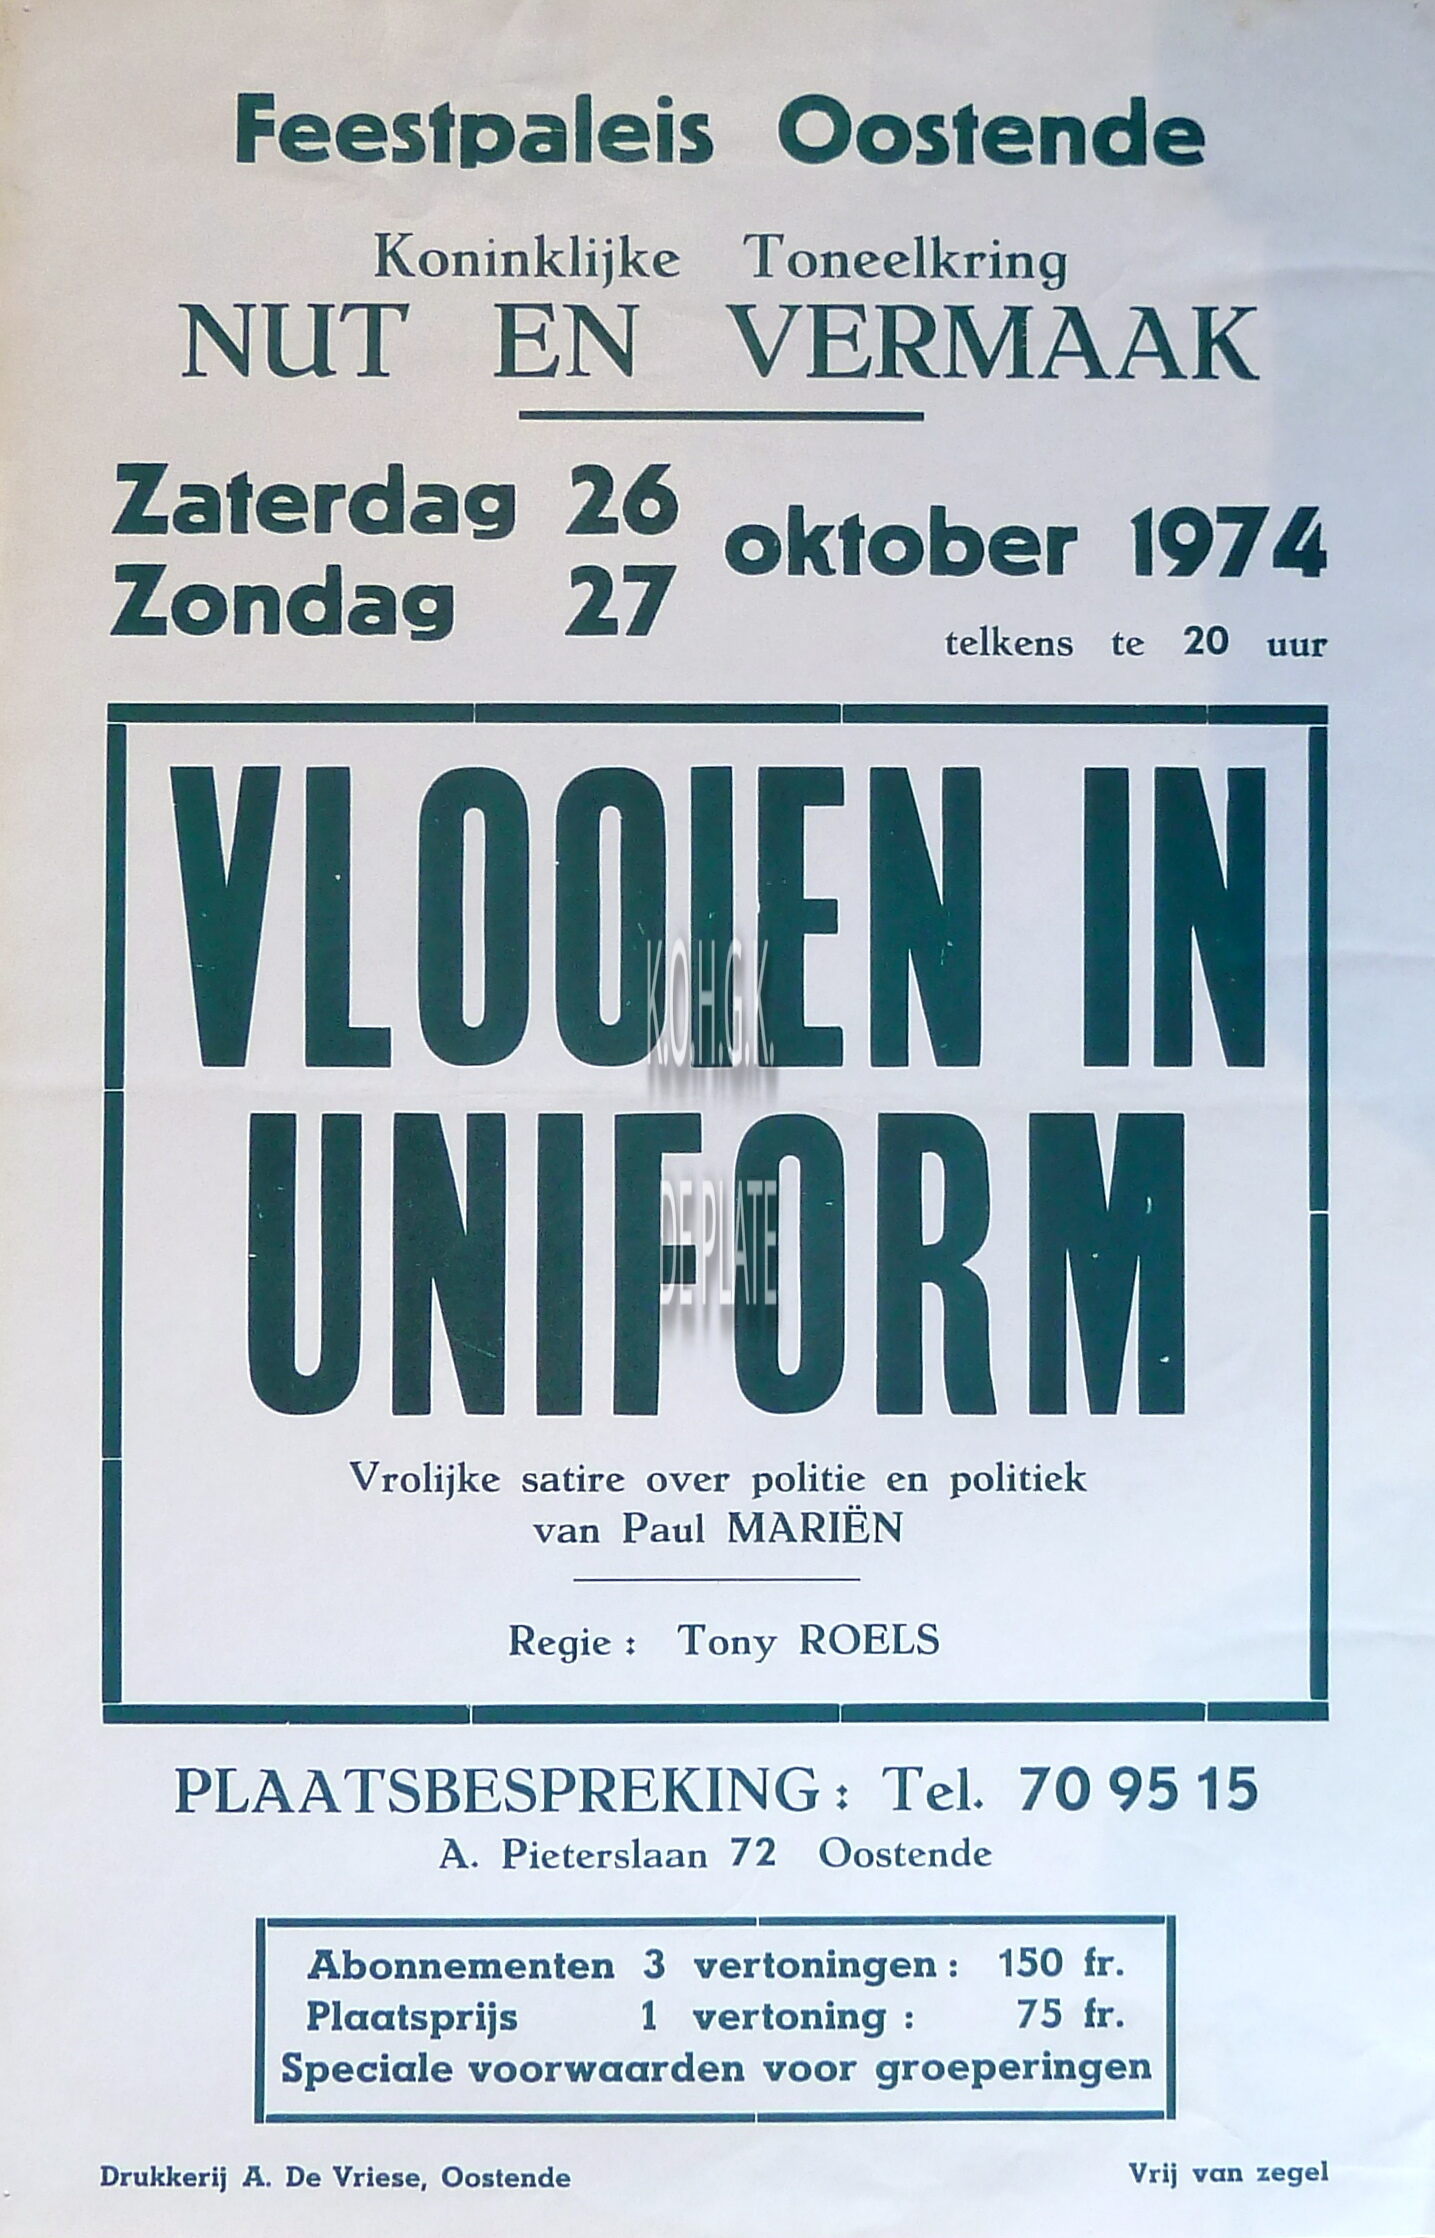 Feestpaleis Oostende
Koninklijke Toneelkring
NUT EN VERMAAK
Zaterdag 26
Zondag 27
oktober 1974
telkens te 20 uur
VLOOIEN IN
K.O.H.G.K.
UNIFORM
DE PLATE
Vrolijke satire over politie en politiek
van Paul MARIËN
Regie : Tony ROELS
PLAATSBESPREKING : Tel. 70 95 15
A. Pieterslaan 72 Oostende
Abonnementen 3 vertoningen : 150 fr.
Plaatsprijs 1 vertoning : 75 fr.
Speciale voorwaarden voor groeperingen
Drukkerij A. De Vriese, Oostende
Vrij van zegel